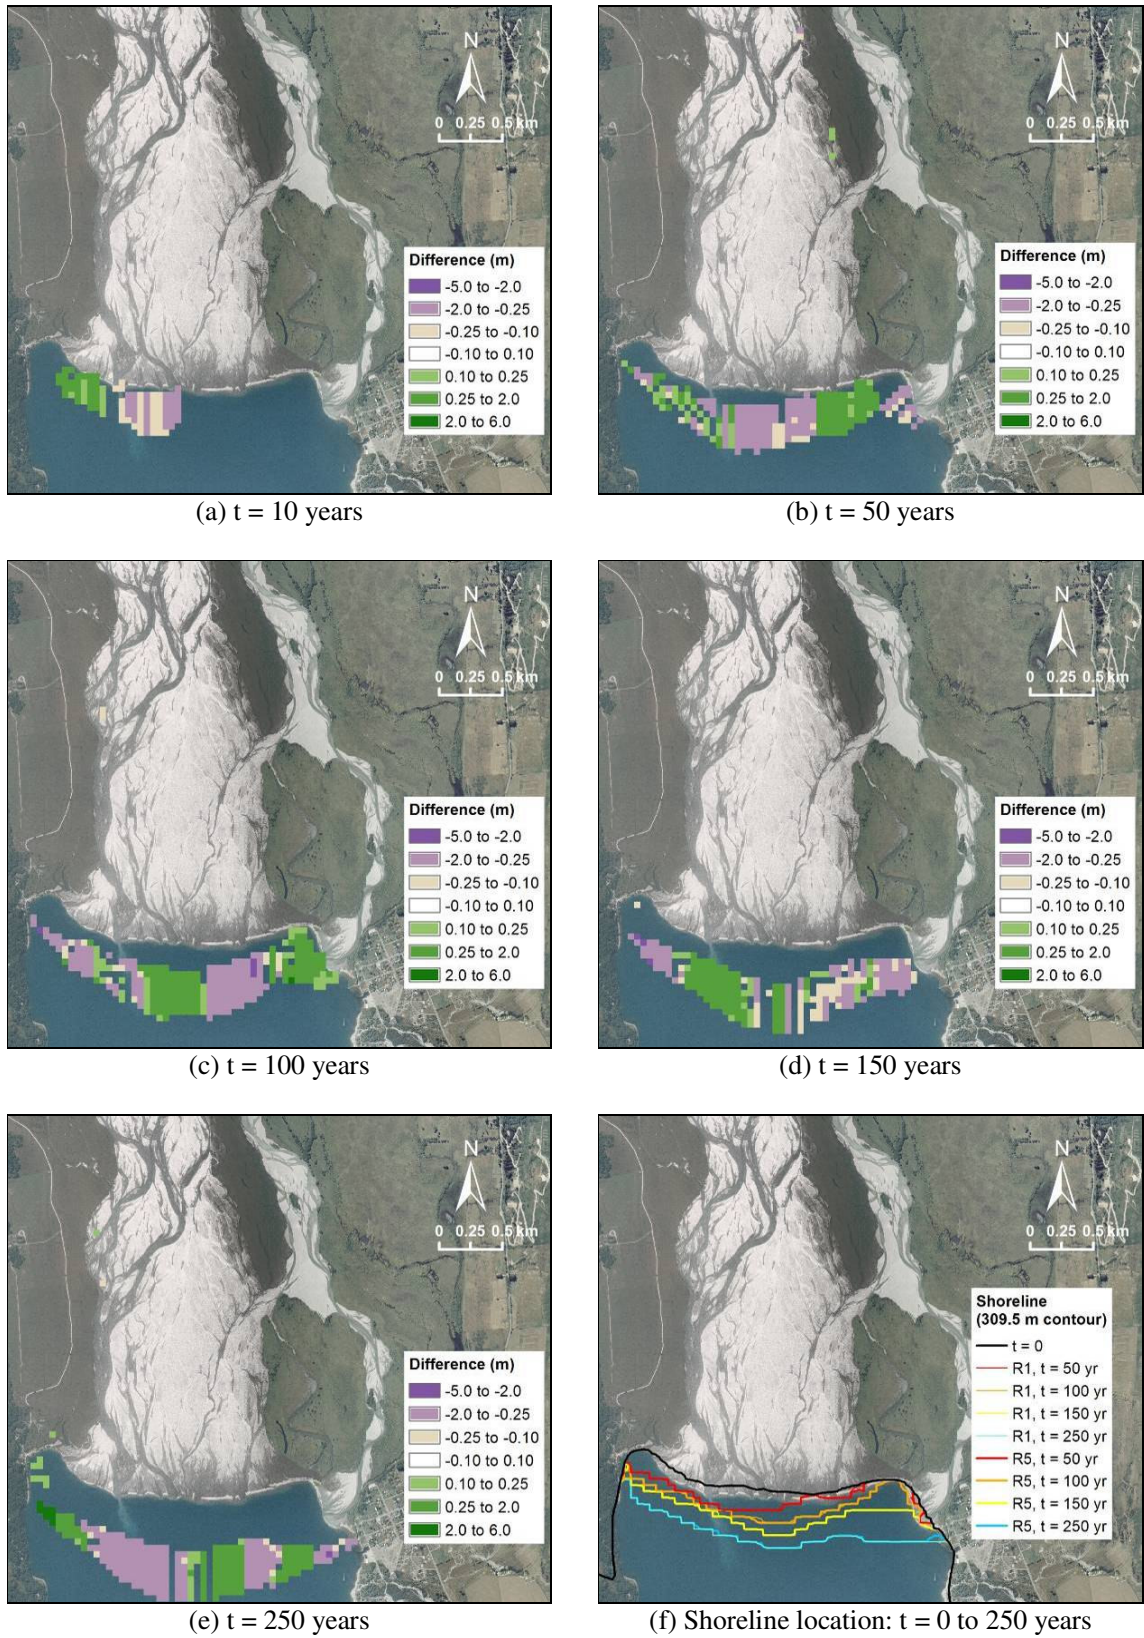 N
0 0.25 0.5 km
Difference (m)
-5.0 to -2.0
-2.0 to -0.25
-0.25 to -0.10
-0.10 to 0.10
0.10 to 0.25
0.25 to 2.0
2.0 to 6.0
(a) t = 10 years
N
0 0.25 0.5 km
Difference (m)
-5.0 to -2.0
-2.0 to -0.25
-0.25 to -0.10
-0.10 to 0.10
0.10 to 0.25
0.25 to 2.0
2.0 to 6.0
(b) t = 50 years
N
0 0.25 0.5 km
Difference (m)
-5.0 to -2.0
-2.0 to -0.25
-0.25 to -0.10
-0.10 to 0.10
0.10 to 0.25
0.25 to 2.0
2.0 to 6.0
(c) t = 100 years
N
0 0.25 0.5 km
Difference (m)
-5.0 to -2.0
-2.0 to -0.25
-0.25 to -0.10
-0.10 to 0.10
0.10 to 0.25
0.25 to 2.0
2.0 to 6.0
(d) t = 150 years
N
0 0.25 0.5 km
Difference (m)
-5.0 to -2.0
-2.0 to -0.25
-0.25 to -0.10
-0.10 to 0.10
0.10 to 0.25
0.25 to 2.0
2.0 to 6.0
(e) t = 250 years
N
0 0.25 0.5 km
Shoreline
(309.5 m contour)
t = 0
R1, t = 50 yr
R1, t = 100 yr
R1, t = 150 yr
R1, t = 250 yr
R5, t = 50 yr
R5, t = 100 yr
R5, t = 150 yr
R5, t = 250 yr
(f) Shoreline location: t = 0 to 250 years